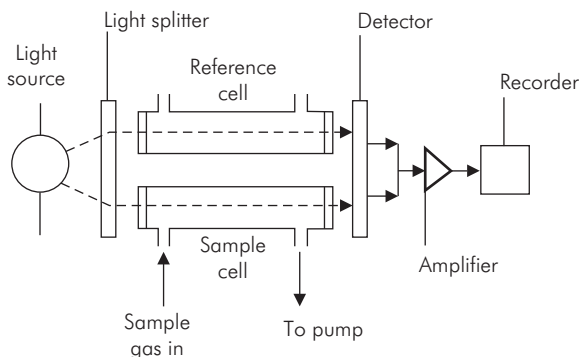 Light splitter
Detector
Light
source
Reference
cell
Recorder
Sample
cell
Amplifier
Sample
gas in
To pump